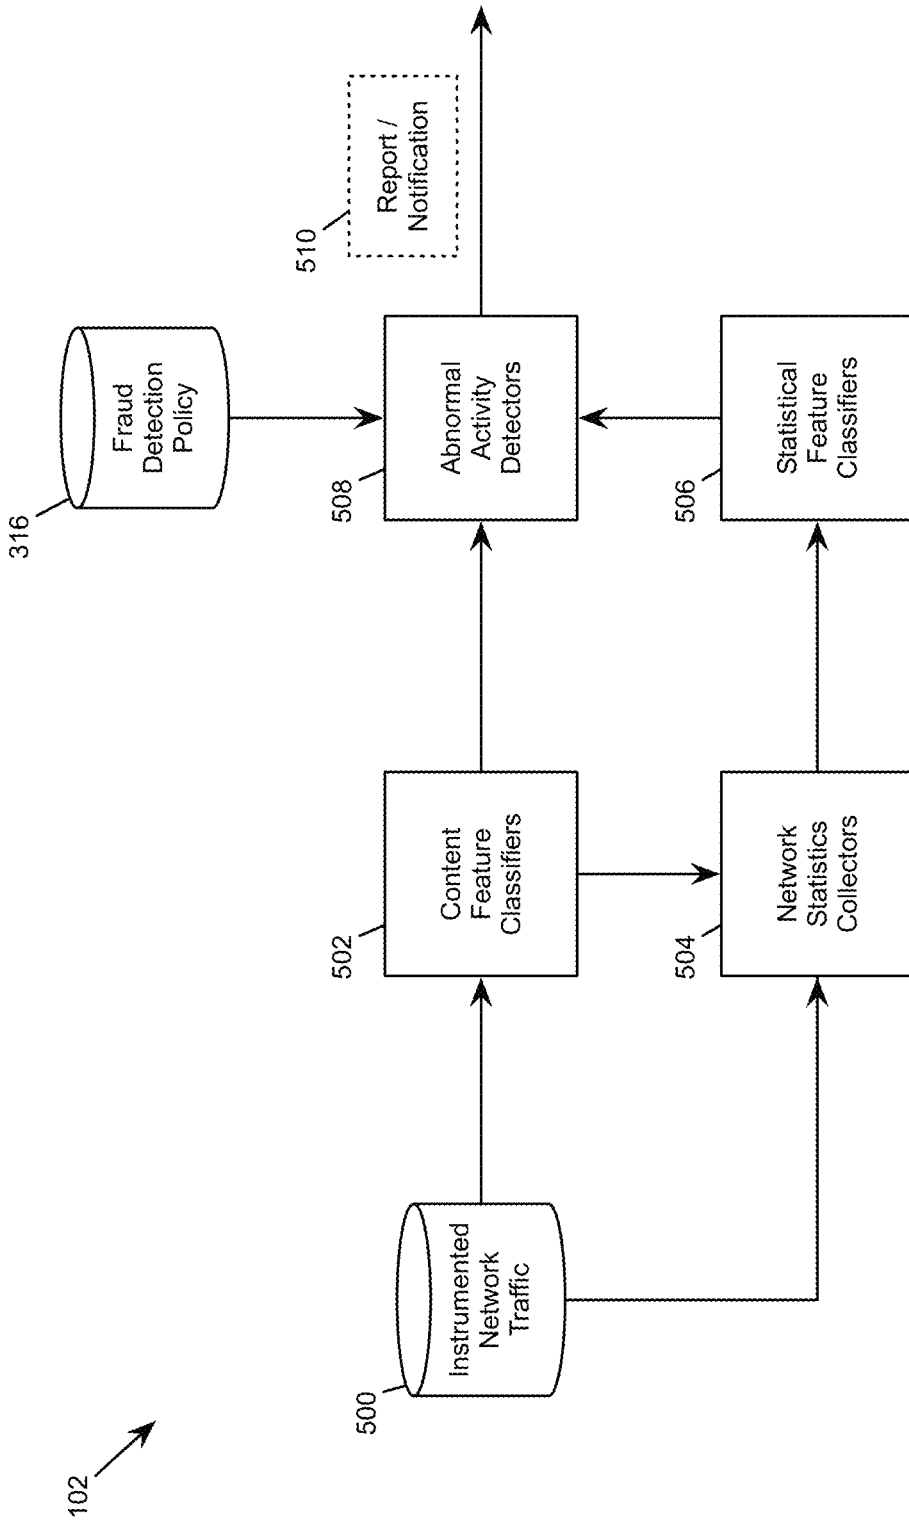 102
316
Fraud
Detection
Policy
510
Report /
Notification
500
Instrumented
Network
Traffic
502
Content
Feature
Classifiers
508
Abnormal
Activity
Detectors
504
Network
Statistics
Collectors
506
Statistical
Feature
Classifiers